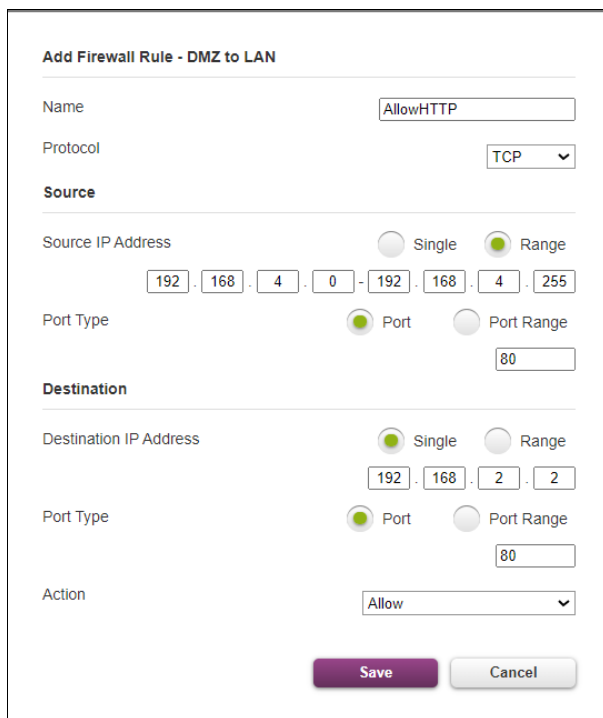 Add Firewall Rule - DMZ to LAN
Name AllowHTTP
Protocol TCP
Source
Source IP Address Single Range
192 . 168 . 4 . 0 - 192 . 168 . 4 . 255
Port Type Port Port Range
80
Destination
Destination IP Address Single Range
192 . 168 . 2 . 2
Port Type Port Port Range
80
Action Allow
Save Cancel